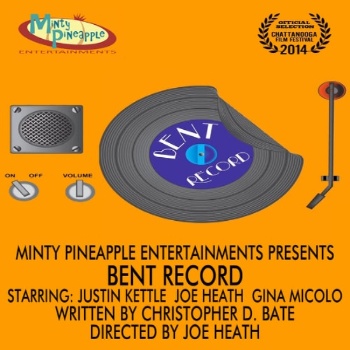 Minty
Pineapple
ENTERTAINMENTS
OFFICIAL SELECTION
CHATTANOOGA
FILM FESTIVAL
2014
BENT
RECORD
ON OFF VOLUME
MINTY PINEAPPLE ENTERTAINMENTS PRESENTS
BENT RECORD
STARRING: JUSTIN KETTLE JOE HEATH GINA MICOLO
WRITTEN BY CHRISTOPHER D. BATE
DIRECTED BY JOE HEATH